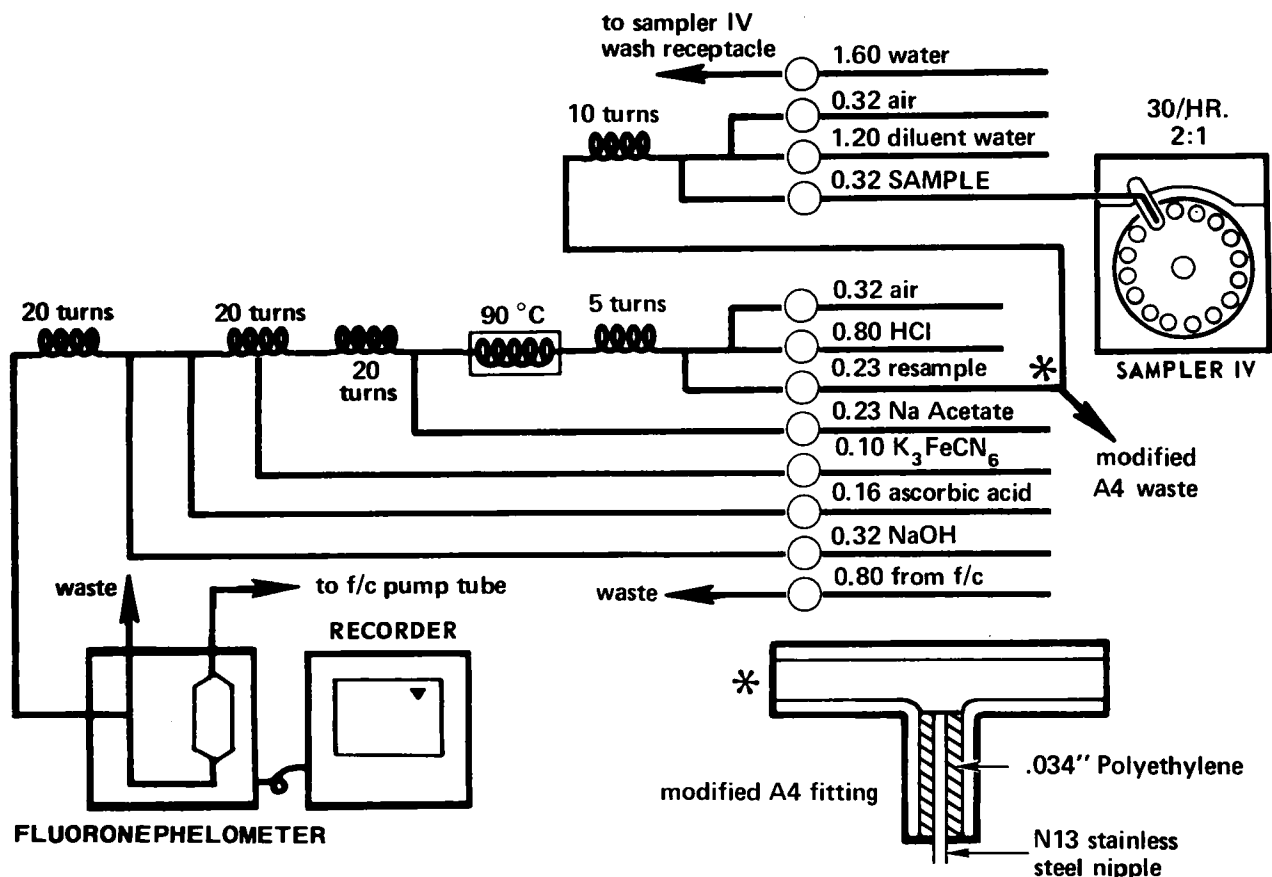 to sampler IV
wash receptacle
1.60 water
0.32 air
1.20 diluent water
0.32 SAMPLE
10 turns
30/HR.
2:1
SAMPLER IV
20 turns
20 turns
20
turns
90 °C
5 turns
0.32 air
0.80 HCl
0.23 resample
*
0.23 Na Acetate
0.10 K₃FeCN₆
0.16 ascorbic acid
0.32 NaOH
0.80 from f/c
modified
A4 waste
waste
waste
to f/c pump tube
RECORDER
FLUORONEPHELOMETER
*
modified A4 fitting
.034″ Polyethylene
N13 stainless
steel nipple